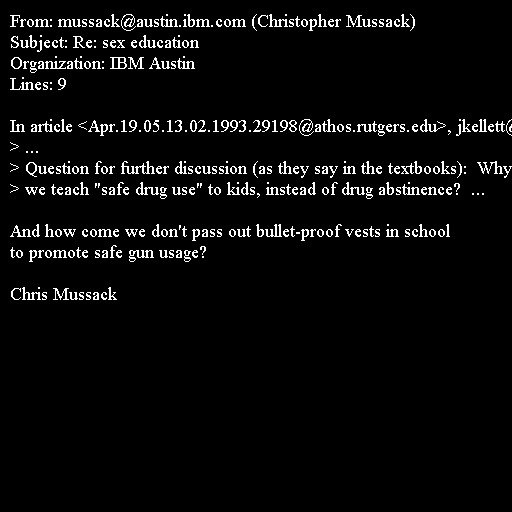 From: mussack@austin.ibm.com (Christopher Mussack)
Subject: Re: sex education
Organization: IBM Austin
Lines: 9

In article <Apr.19.05.13.02.1993.29198@athos.rutgers.edu>, jkellett@
> ...
> Question for further discussion (as they say in the textbooks):  Why
> we teach "safe drug use" to kids, instead of drug abstinence?  ...

And how come we don't pass out bullet-proof vests in school
to promote safe gun usage?

Chris Mussack